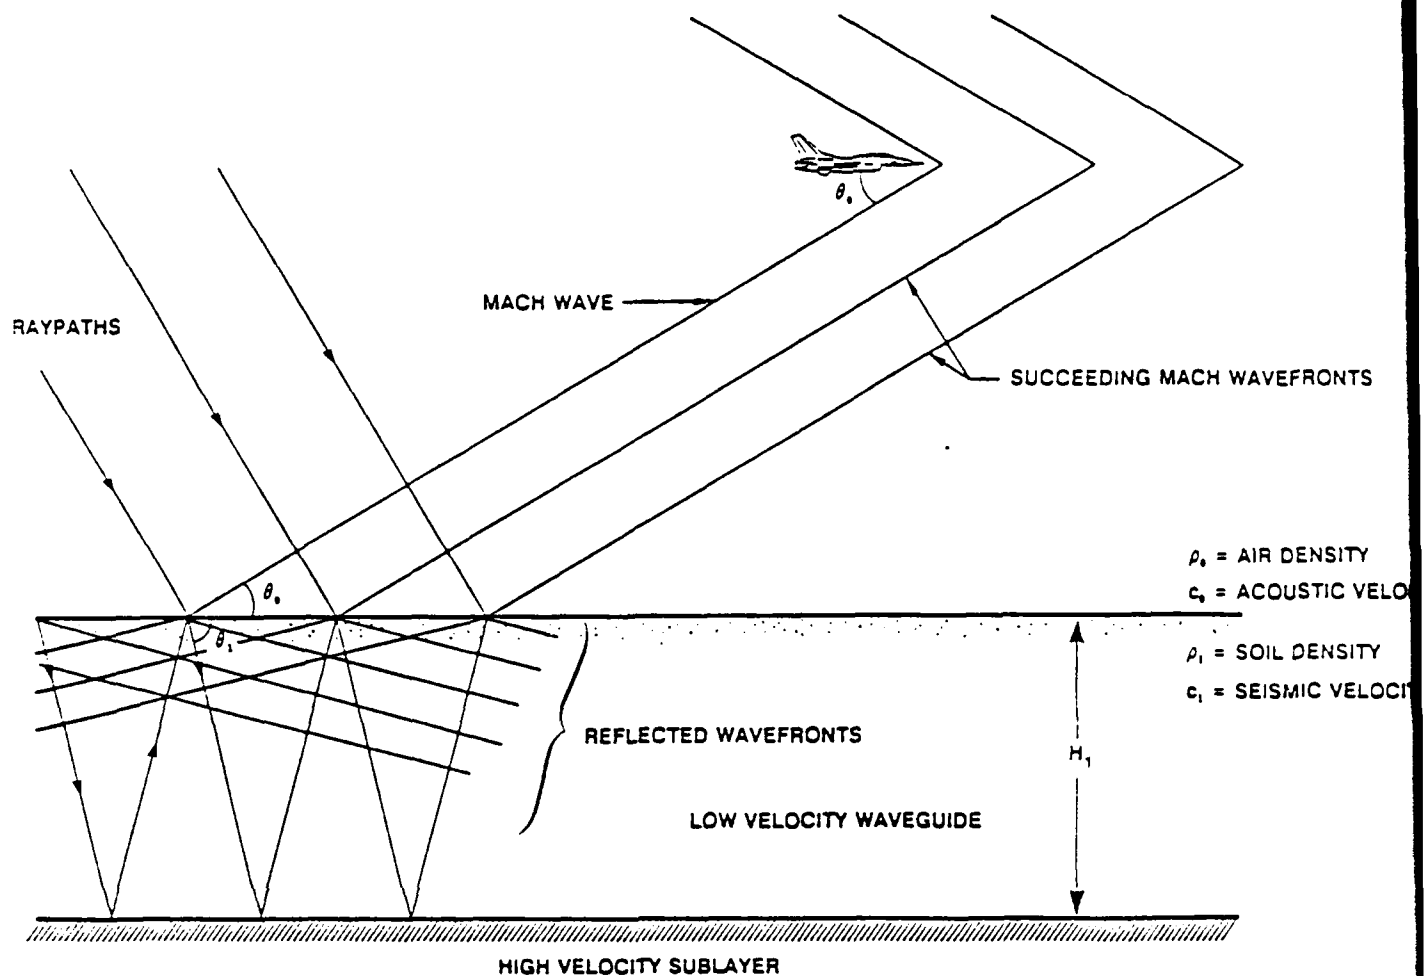 θ₀
MACH WAVE
RAYPATHS
SUCCEEDING MACH WAVEFRONTS
ρ₀ = AIR DENSITY
θ₀
c₀ = ACOUSTIC VELO
θ₁
ρ₁ = SOIL DENSITY
c₁ = SEISMIC VELOCI
REFLECTED WAVEFRONTS
H₁
LOW VELOCITY WAVEGUIDE
HIGH VELOCITY SUBLAYER